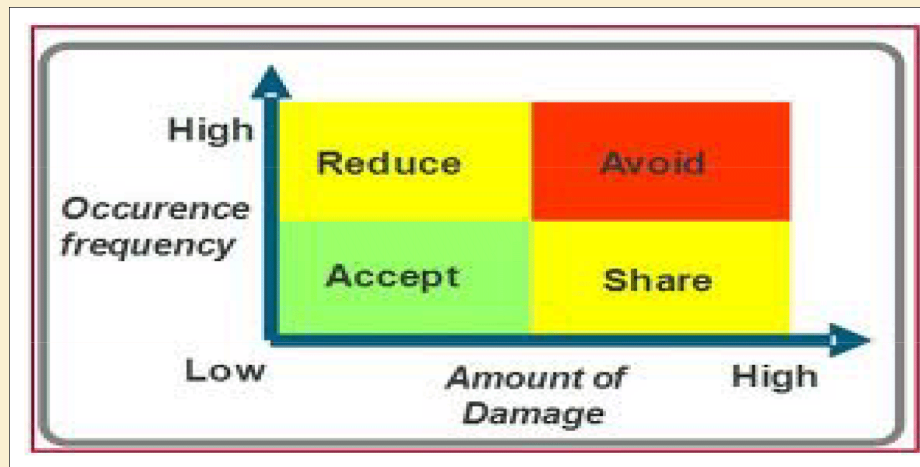 High
Reduce
Avoid
Occurence
frequency
Accept
Share
Low
Amount of
Damage
High